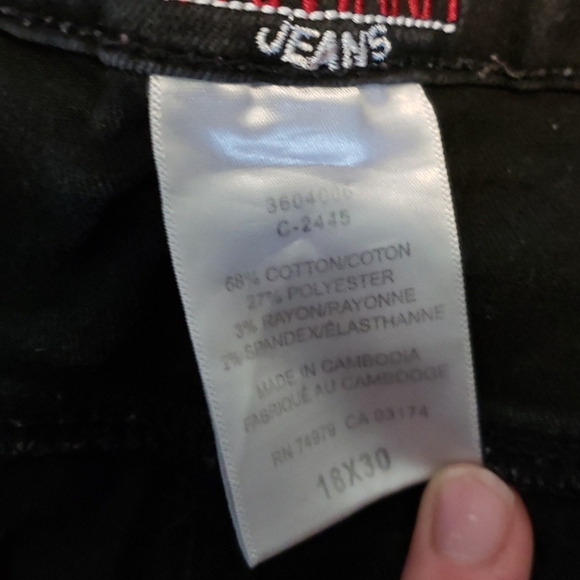 JEANS
C-2445
68% COTTON/COTON
27% POLYESTER
3% RAYON/RAYONNE
2% SPANDEX/ÉLASTHANNE
MADE IN CAMBODIA
FABRIQUÉ AU CAMBODGE
RN 74979 CA 03174
18X30